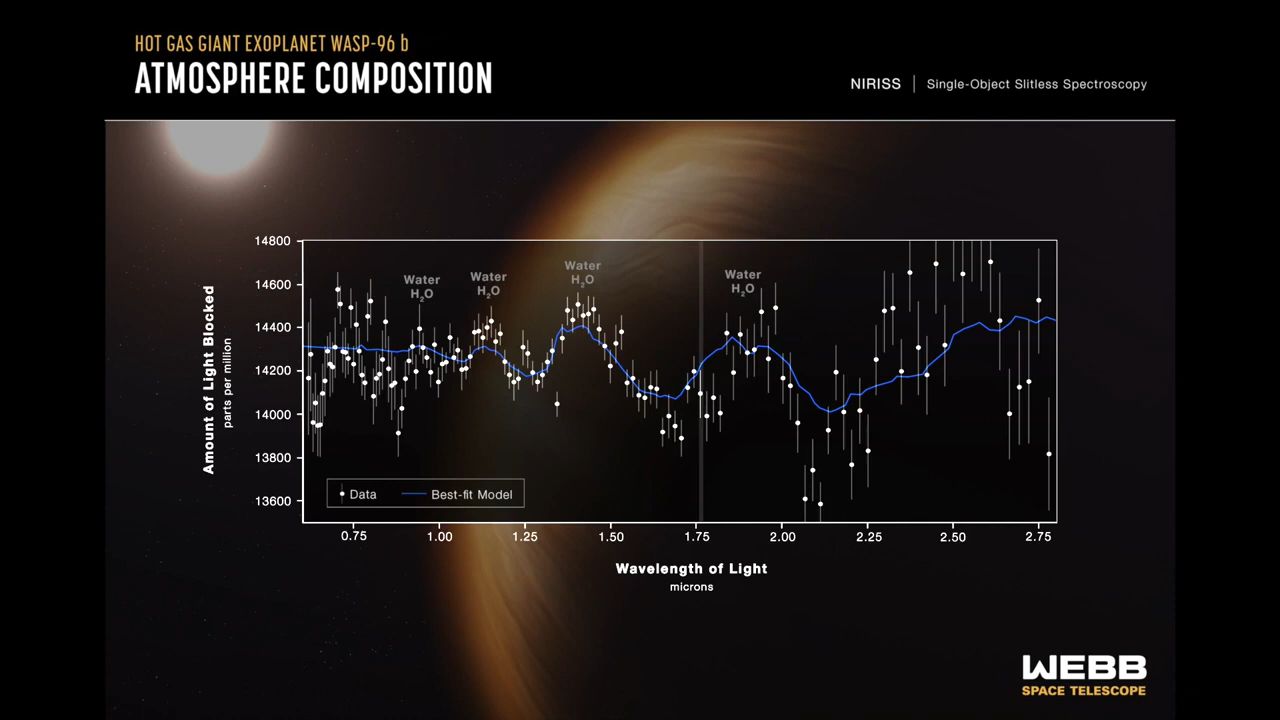 HOT GAS GIANT EXOPLANET WASP-96 b
ATMOSPHERE COMPOSITION
NIRISS | Single-Object Slitless Spectroscopy
14800
14600
14400
14200
14000
13800
13600
Amount of Light Blocked
parts per million
Water
H₂O
Water
H₂O
Water
H₂O
Water
H₂O
Data
Best-fit Model
0.75 1.00 1.25 1.50 1.75 2.00 2.25 2.50 2.75
Wavelength of Light
microns
WEBB
SPACE TELESCOPE